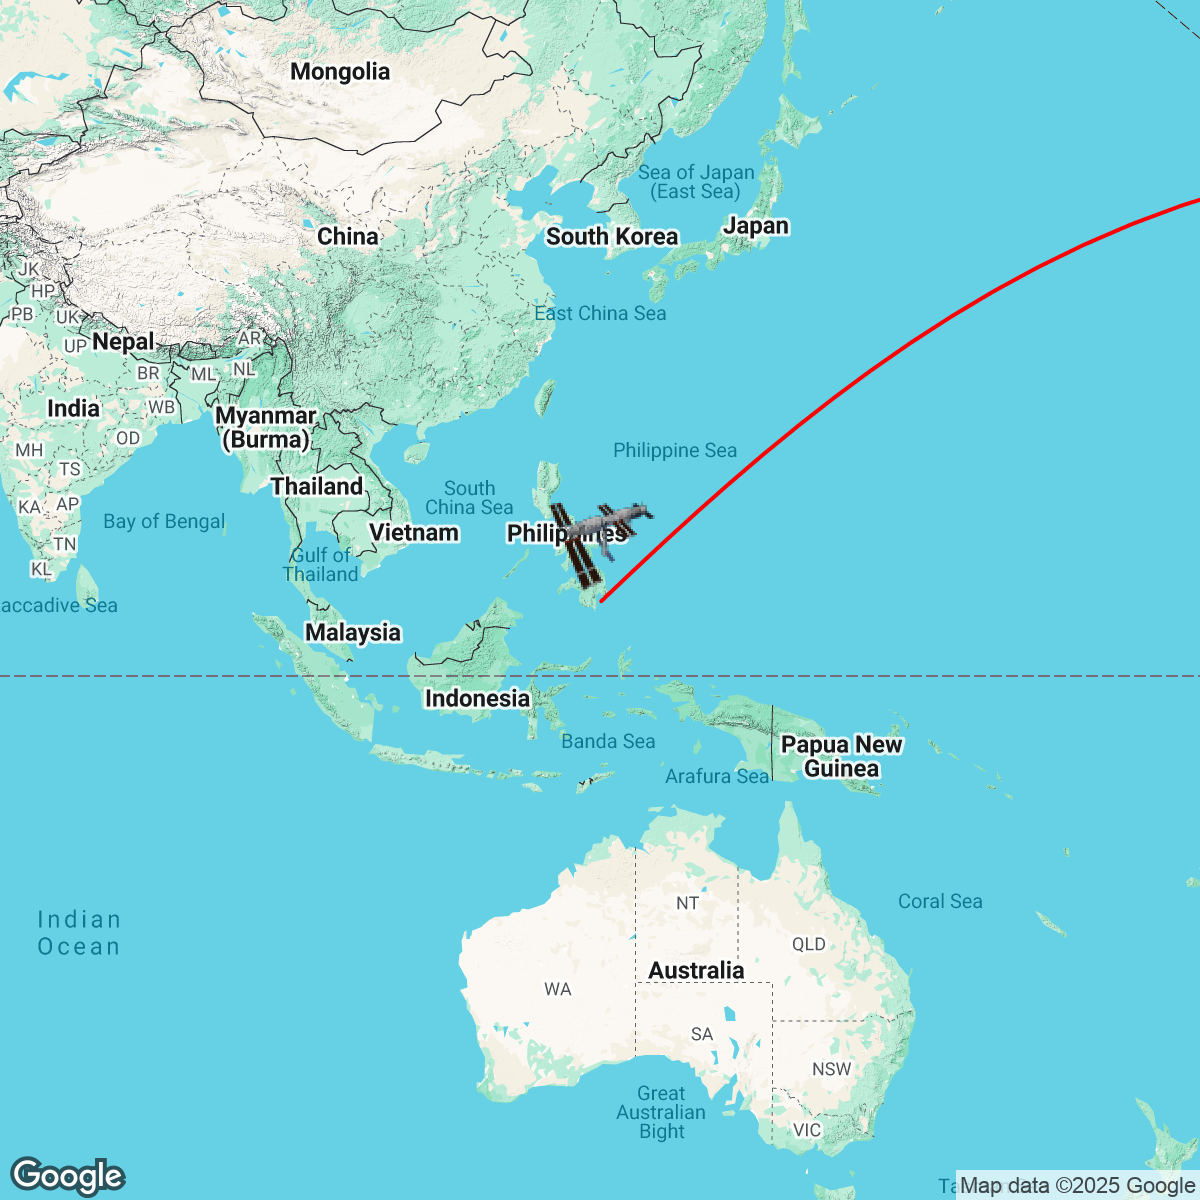 Mongolia
Sea of Japan
(East Sea)
Japan
South Korea
China
JK
HP
PB
UK
UP
Nepal
AR
East China Sea
BR
ML
NL
India
WB
Myanmar
(Burma)
OD
MH
TS
Philippine Sea
Thailand
South
China Sea
KA
AP
Bay of Bengal
Vietnam
Philippines
TN
KL
Gulf of
Thailand
accadive Sea
Malaysia
Indonesia
Banda Sea
Papua New
Guinea
Arafura Sea
Indian
Ocean
NT
Coral Sea
QLD
Australia
WA
SA
NSW
Great
Australian
Bight
VIC
Google
Map data ©2025 Google